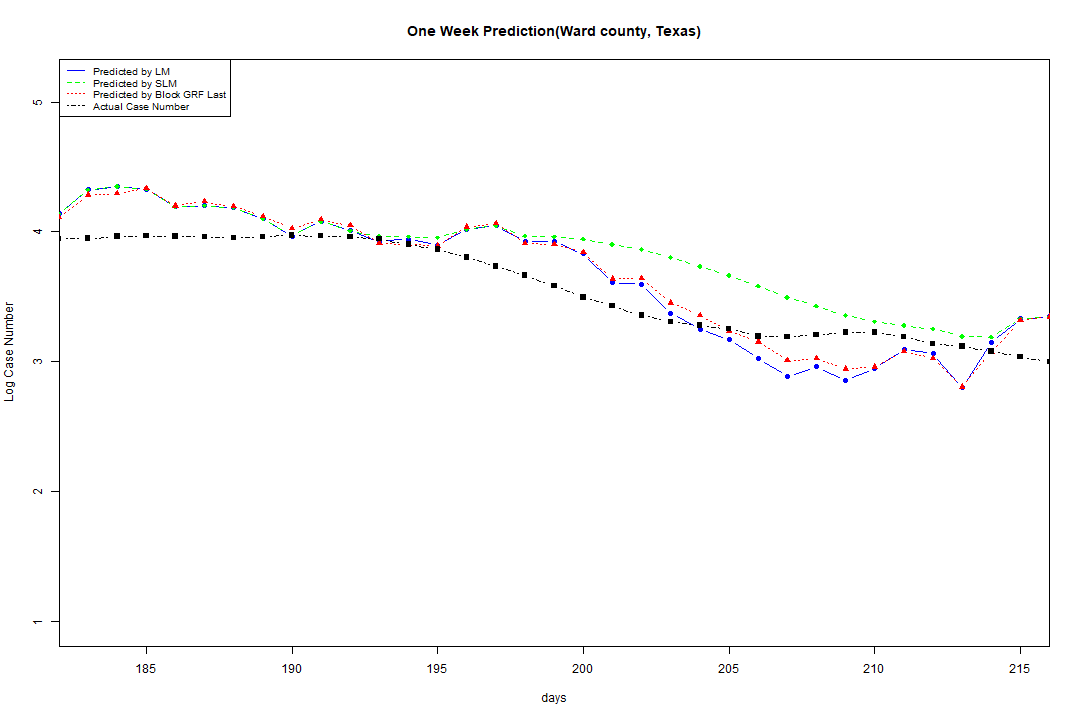 One Week Prediction(Ward county, Texas)
Predicted by LM
Predicted by SLM
Predicted by Block GRF Last
Actual Case Number
5
4
3
2
1
Log Case Number
185 190 195 200 205 210 215
days